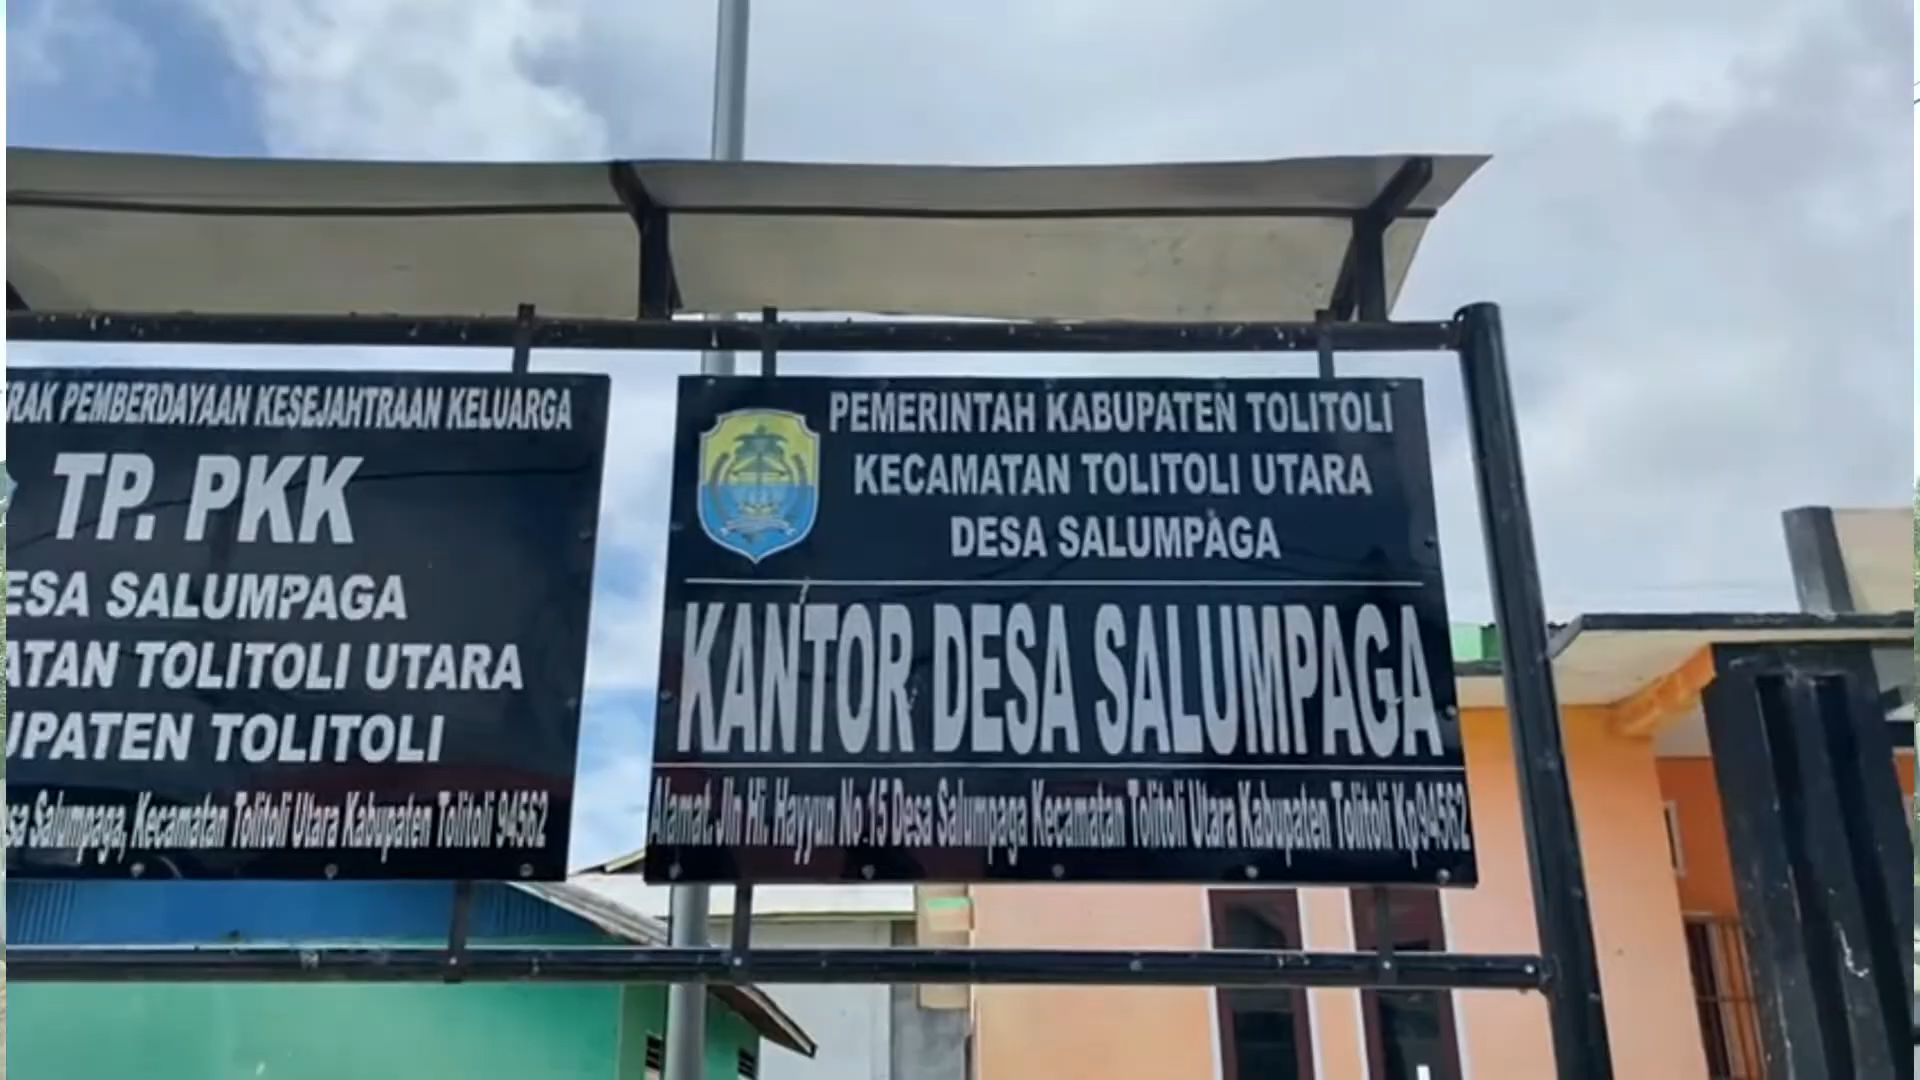 RAK PEMBERDAYAAN KESEJAHTRAAN KELUARGA
TP. PKK
ESA SALUMPAGA
ATAN TOLITOLI UTARA
UPATEN TOLITOLI
sa Salumpaga, Kecamatan Tolitoli Utara Kabupaten Tolitoli 94562
PEMERINTAH KABUPATEN TOLITOLI
KECAMATAN TOLITOLI UTARA
DESA SALUMPAGA
KANTOR DESA SALUMPAGA
Alamat. Jln Hi. Hayyun No 15 Desa Salumpaga Kecamatan Tolitoli Utara Kabupaten Tolitoli Kp94562